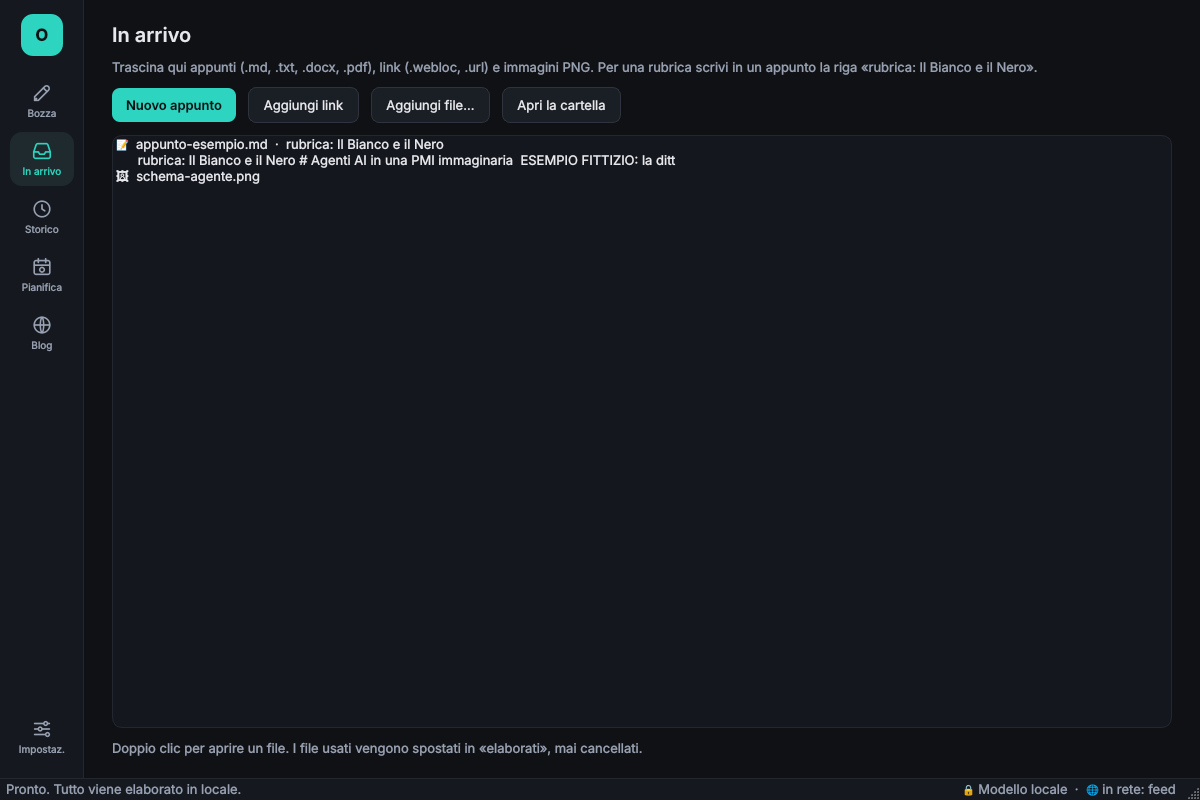 O
Bozza
In arrivo
Storico
Pianifica
Blog
Impostaz.
In arrivo
Trascina qui appunti (.md, .txt, .docx, .pdf), link (.webloc, .url) e immagini PNG. Per una rubrica scrivi in un appunto la riga «rubrica: Il Bianco e il Nero».
Nuovo appunto Aggiungi link Aggiungi file... Apri la cartella
appunto-esempio.md · rubrica: Il Bianco e il Nero
rubrica: Il Bianco e il Nero # Agenti AI in una PMI immaginaria ESEMPIO FITTIZIO: la ditt
schema-agente.png
Doppio clic per aprire un file. I file usati vengono spostati in «elaborati», mai cancellati.
Pronto. Tutto viene elaborato in locale. Modello locale · in rete: feed